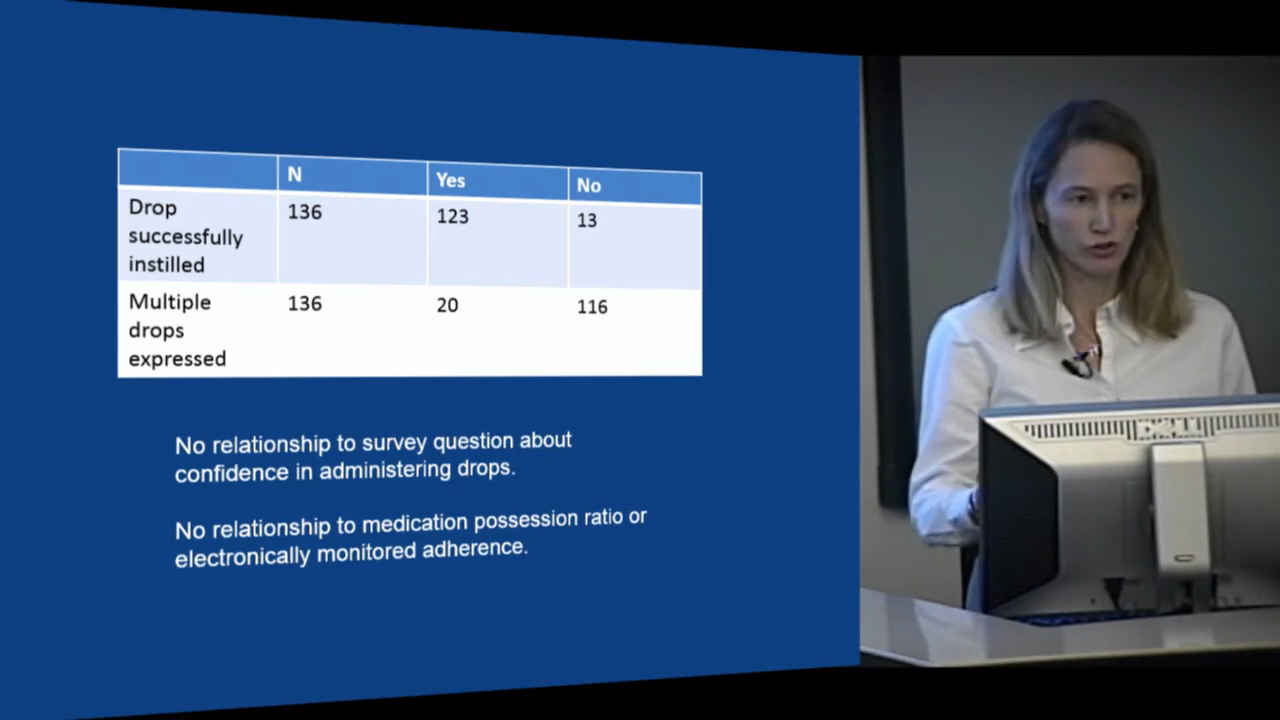 N Yes No
Drop
successfully
instilled
136 123 13
Multiple
drops
expressed
136 20 116
No relationship to survey question about
confidence in administering drops.
No relationship to medication possession ratio or
electronically monitored adherence.